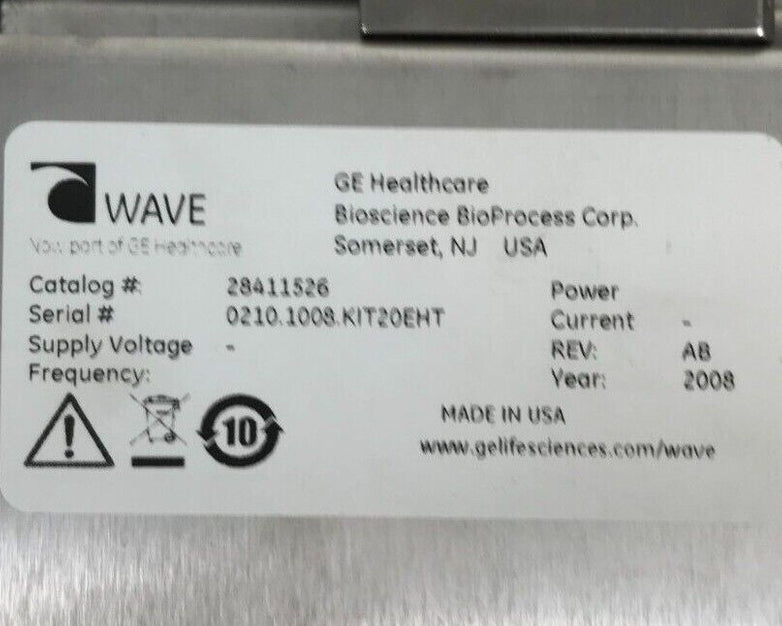 WAVE
Now part of GE Healthcare
GE Healthcare
Bioscience BioProcess Corp.
Somerset, NJ USA
Catalog #: 28411526
Serial # 0210.1008.KIT20EHT
Supply Voltage -
Frequency:
Power
Current -
REV: AB
Year: 2008
10
MADE IN USA
www.gelifesciences.com/wave